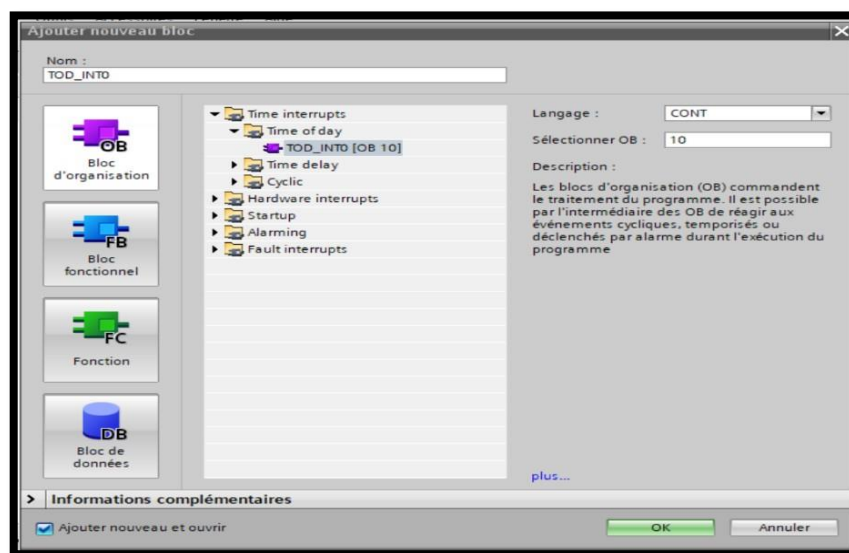 Ajouter nouveau bloc
Nom :
TOD_INT0
OB
Bloc
d'organisation
FB
Bloc
fonctionnel
FC
Fonction
DB
Bloc de
données
Time interrupts
Time of day
TOD_INT0 [OB 10]
Time delay
Cyclic
Hardware interrupts
Startup
Alarming
Fault interrupts
Langage :
CONT
Sélectionner OB :
10
Description :
Les blocs d'organisation (OB) commandent
le traitement du programme. Il est possible
par l'intermédiaire des OB de réagir aux
événements cycliques, temporisés ou
déclenchés par alarme durant l'exécution du
programme
plus...
Informations complémentaires
Ajouter nouveau et ouvrir
OK
Annuler